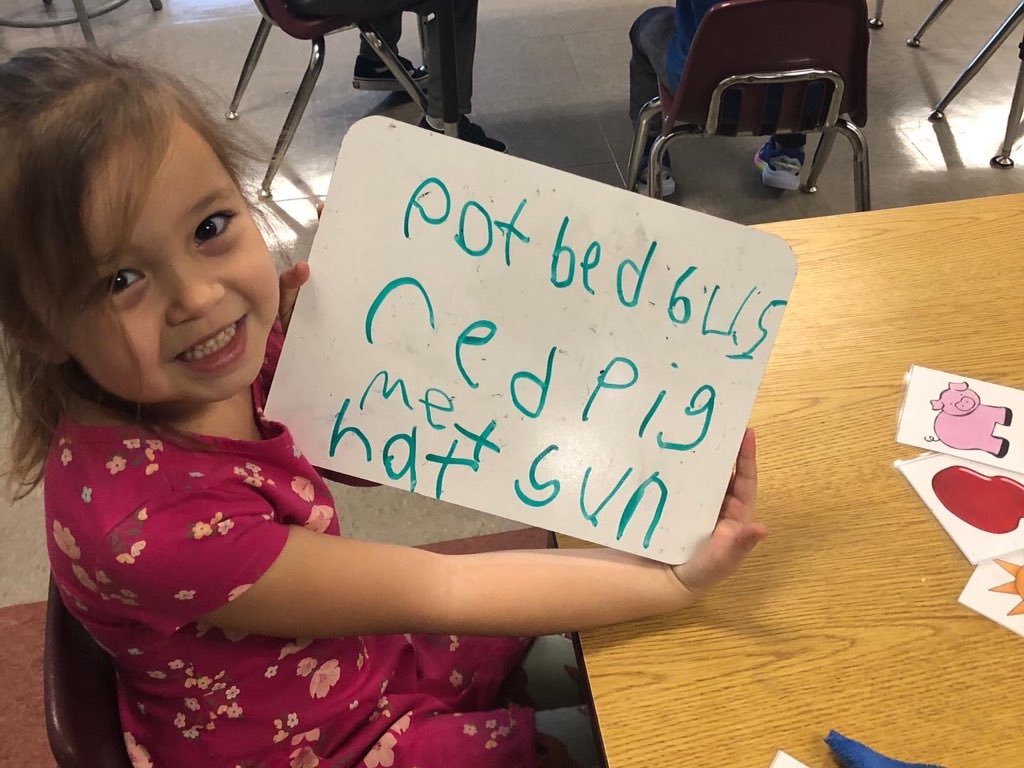 pot bed bus
red pig
met
hat sun